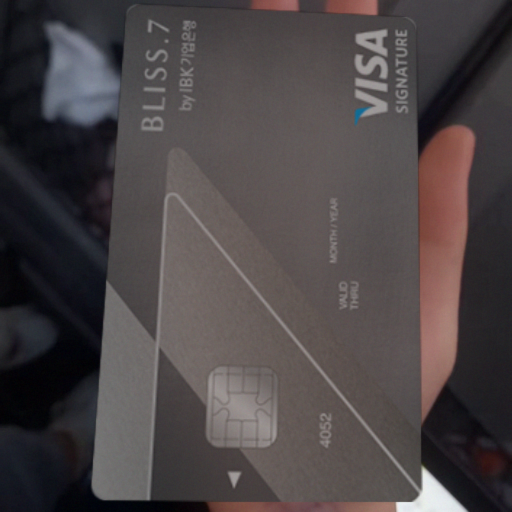 BLISS.7
by IBK기업은행
VISA
SIGNATURE
MONTH / YEAR
VALID
THRU
4052